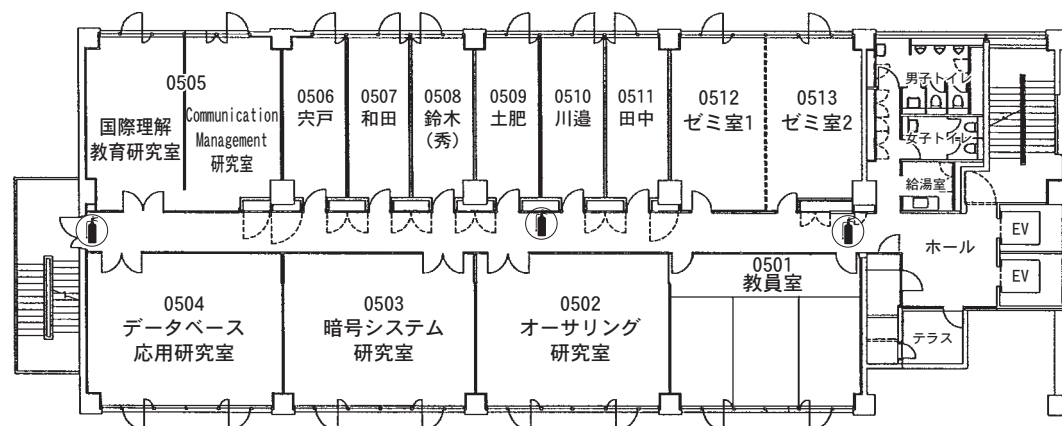 0505
国際理解
教育研究室
Communication
Management
研究室
0506
宍戸
0507
和田
0508
鈴木
(秀)
0509
土肥
0510
川邉
0511
田中
0512
ゼミ室1
0513
ゼミ室2
男子トイレ
女子トイレ
給湯室
ホール
EV
EV
テラス
0504
データベース
応用研究室
0503
暗号システム
研究室
0502
オーサリング
研究室
0501
教員室